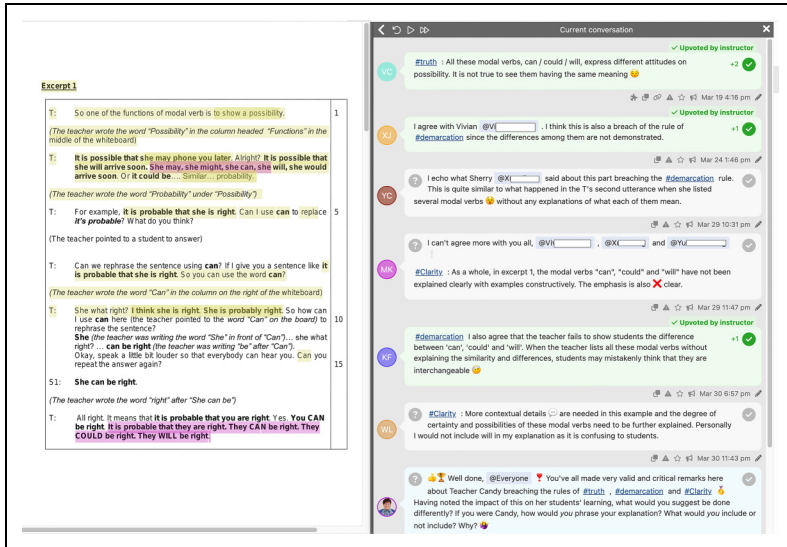 Current conversation
Excerpt 1
T: So one of the functions of modal verb is to show a possibility. 1
(The teacher wrote the word "Possibility" in the column headed "Functions" in the
middle of the whiteboard)
T: It is possible that she may phone you later. Alright? It is possible that
she will arrive soon. She may, she might, can she, she will, she would
arrive soon. Or it could be.... Similar... probability.
(The teacher wrote the word "Probability" under "Possibility")
T: For example, it is probable that she is right. Can I use can to replace 5
it's probable? What do you think?
(The teacher pointed to a student to answer)
T: Can we rephrase the sentence using can? If I give you a sentence like it
is probable that she is right. So you can use the word can?
(The teacher wrote the word "Can" in the column on the right of the whiteboard)
T: She what right? I think she is right. She is probably right. So how can
I use can here (the teacher pointed to the word "Can" on the board) to 10
rephrase the sentence?
She (the teacher was writing the word "She" in front of "Can")... she what
right? ... can be right (the teacher was writing "be" after "Can").
Okay, speak a little bit louder so that everybody can hear you. Can you
repeat the answer again? 15
S1: She can be right.
(The teacher wrote the word "right" after "She can be")
T: All right. It means that it is probable that you are right. Yes. You CAN
be right. It is probable that they are right. They CAN be right. They
COULD be right. They WILL be right.
✓ Upvoted by instructor
VC
#truth : All these modal verbs, can / could / will, express different attitudes on
possibility. It is not true to see them having the same meaning
+2
Mar 19 4:16 pm
✓ Upvoted by instructor
XJ
I agree with Vivian @Vi . I think this is also a breach of the rule of
#demarcation since the differences among them are not demonstrated.
+1
Mar 24 1:46 pm
YC
? I echo what Sherry @X said about this part breaching the #demarcation rule.
This is quite similar to what happened in the T's second utterance when she listed
several modal verbs without any explanations of what each of them mean.
Mar 29 10:31 pm
MK
? I can't agree more with you all, @Vi , @X and @Yu
#Clarity : As a whole, in excerpt 1, the modal verbs "can", "could" and "will" have not been
explained clearly with examples constructively. The emphasis is also ❌ clear.
Mar 29 11:47 pm
✓ Upvoted by instructor
KF
#demarcation I also agree that the teacher fails to show students the difference
between 'can', 'could' and 'will'. When the teacher lists all these modal verbs without
explaining the similarity and differences, students may mistakenly think that they are
interchangeable
+1
Mar 30 6:57 pm
WL
? #Clarity : More contextual details are needed in this example and the degree of
certainty and possibilities of these modal verbs need to be further explained. Personally
I would not include will in my explanation as it is confusing to students.
Mar 30 11:43 pm
? 👍🏆 Well done, @Everyone ❣ You've all made very valid and critical remarks here
about Teacher Candy breaching the rules of #truth , #demarcation and #Clarity
Having noted the impact of this on her students' learning, what would you suggest be done
differently? If you were Candy, how would you phrase your explanation? What would you include or
not include? Why?